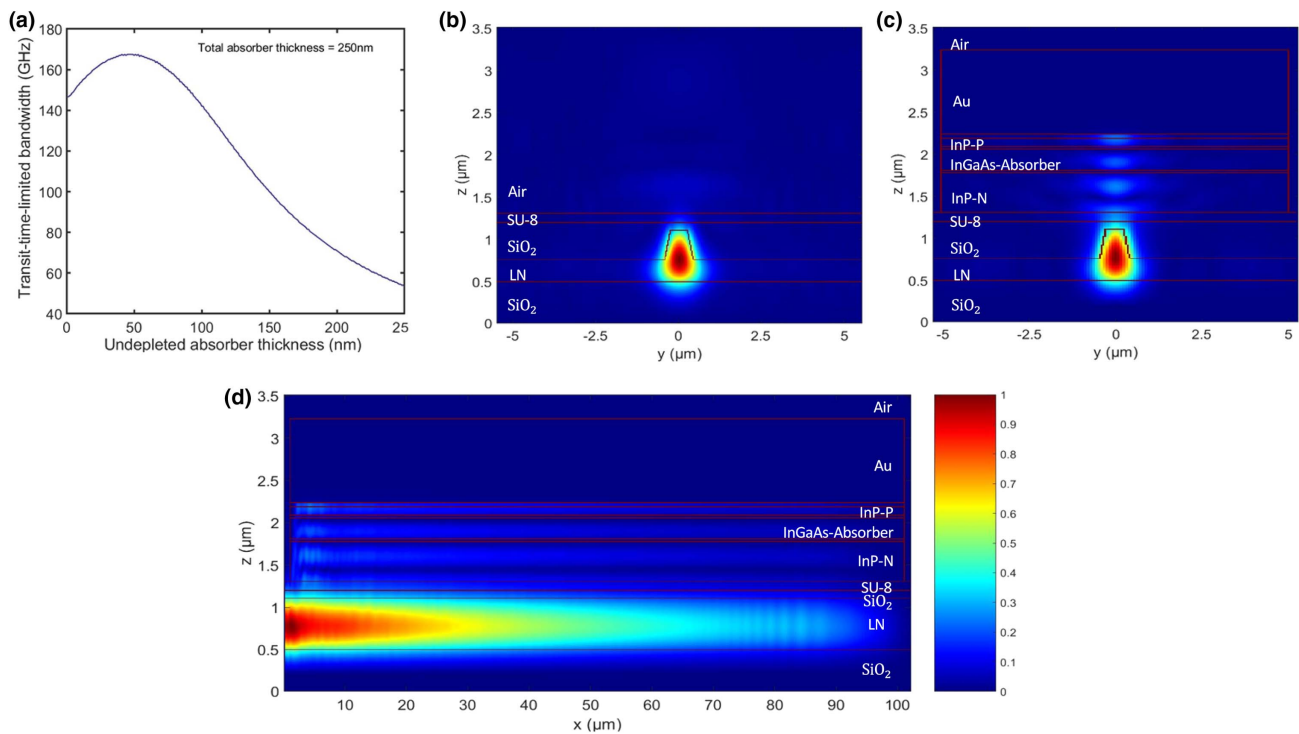 (a)
Total absorber thickness = 250nm
Transit-time-limited bandwidth (GHz)
180
160
140
120
100
80
60
40
0
50
100
150
200
25
Undepleted absorber thickness (nm)
(b)
3.5
3
2.5
2
1.5
1
0.5
0
z (µm)
Air
SU-8
SiO2
LN
SiO2
-5
-2.5
0
2.5
5
y (µm)
(c)
3.5
3
2.5
2
1.5
1
0.5
0
z (µm)
Air
Au
InP-P
InGaAs-Absorber
InP-N
SU-8
SiO2
LN
SiO2
-5
-2.5
0
2.5
5
y (µm)
(d)
3.5
3
2.5
2
1.5
1
0.5
0
z (µm)
Air
Au
InP-P
InGaAs-Absorber
InP-N
SU-8
SiO2
LN
SiO2
10
20
30
40
50
60
70
80
90
100
x (µm)
1
0.9
0.8
0.7
0.6
0.5
0.4
0.3
0.2
0.1
0